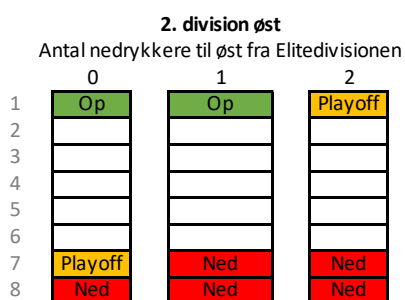 2. division øst
Antal nedrykkere til øst fra Elitedivisionen
0 1 2
1 Op Op Playoff
2
3
4
5
6
7 Playoff Ned Ned
8 Ned Ned Ned